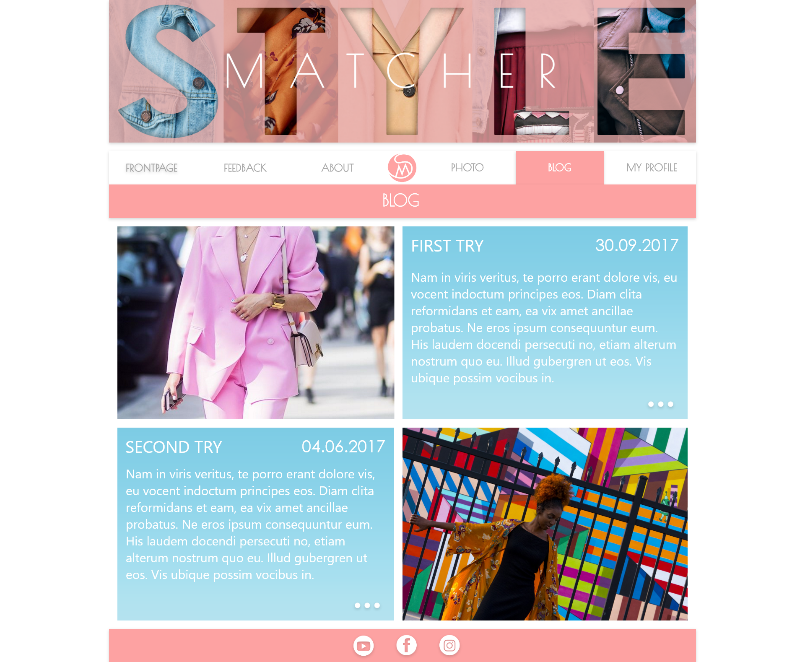 STYLE
MATCHER
FRONTPAGE FEEDBACK ABOUT SM PHOTO BLOG MY PROFILE
BLOG
FIRST TRY 30.09.2017
Nam in viris veritus, te porro erant dolore vis, eu
vocent indoctum principes eos. Diam clita
reformidans et eam, ea vix amet ancillae
probatus. Ne eros ipsum consequuntur eum.
His laudem docendi persecuti no, etiam alterum
nostrum quo eu. Illud gubergren ut eos. Vis
ubique possim vocibus in.
SECOND TRY 04.06.2017
Nam in viris veritus, te porro erant dolore vis,
eu vocent indoctum principes eos. Diam clita
reformidans et eam, ea vix amet ancillae
probatus. Ne eros ipsum consequuntur eum.
His laudem docendi persecuti no, etiam
alterum nostrum quo eu. Illud gubergren ut
eos. Vis ubique possim vocibus in.